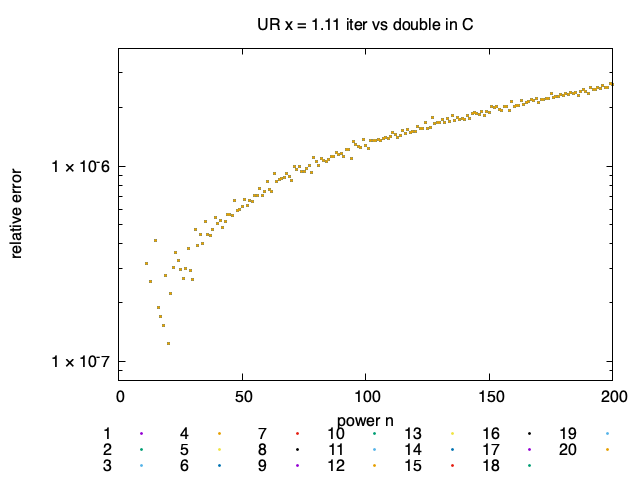 UR x = 1.11 iter vs double in C
relative error
1 × 10⁻⁶
1 × 10⁻⁷
0 50 100 150 200
power n
1 4 7 10 13 16 19
2 5 8 11 14 17 20
3 6 9 12 15 18